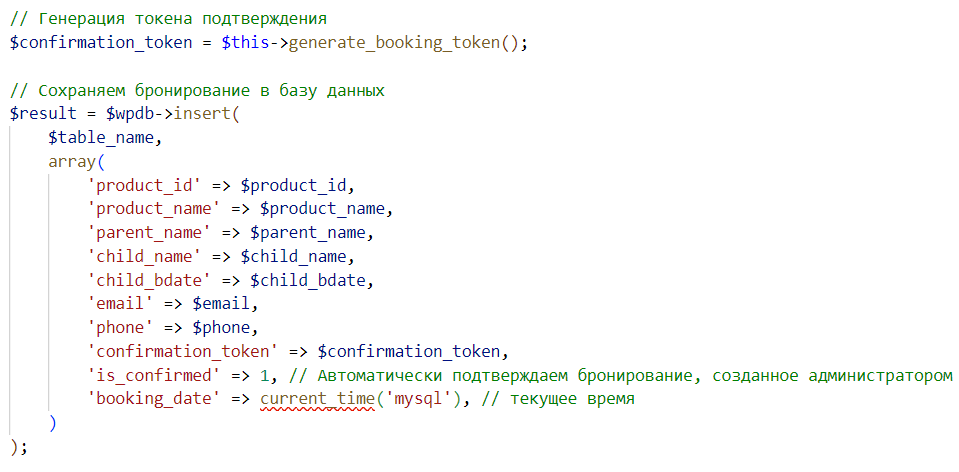 // Генерация токена подтверждения
$confirmation_token = $this->generate_booking_token();
// Сохраняем бронирование в базу данных
$result = $wpdb->insert(
$table_name,
array(
'product_id' => $product_id,
'product_name' => $product_name,
'parent_name' => $parent_name,
'child_name' => $child_name,
'child_bdate' => $child_bdate,
'email' => $email,
'phone' => $phone,
'confirmation_token' => $confirmation_token,
'is_confirmed' => 1, // Автоматически подтверждаем бронирование, созданное администратором
'booking_date' => current_time('mysql'), // текущее время
)
);